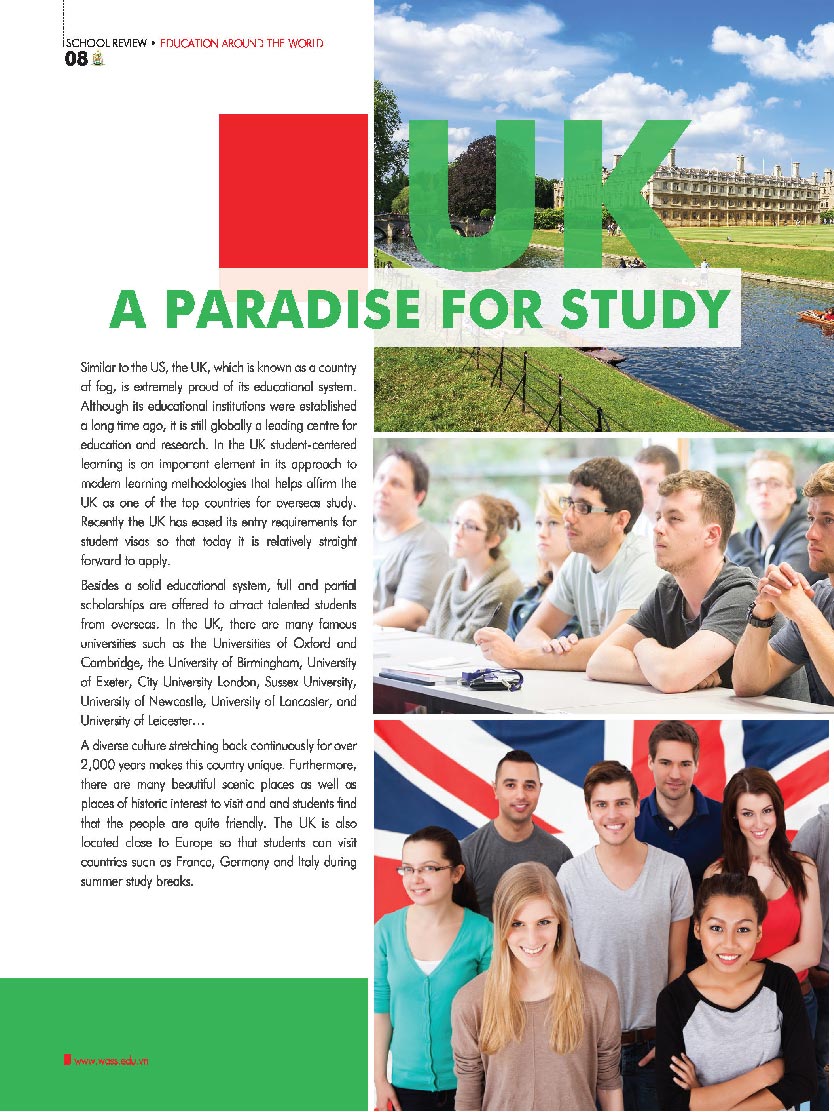 SCHOOL REVIEW • EDUCATION AROUND THE WORLD
08
UK
A PARADISE FOR STUDY
Similar to the US, the UK, which is known as a country
of fog, is extremely proud of its educational system.
Although its educational institutions were established
a long time ago, it is still globally a leading centre for
education and research. In the UK student-centered
learning is an important element in its approach to
modern learning methodologies that helps affirm the
UK as one of the top countries for overseas study.
Recently the UK has eased its entry requirements for
student visas so that today it is relatively straight
forward to apply.
Besides a solid educational system, full and partial
scholarships are offered to attract talented students
from overseas. In the UK, there are many famous
universities such as the Universities of Oxford and
Cambridge, the University of Birmingham, University
of Exeter, City University London, Sussex University,
University of Newcastle, University of Lancaster, and
University of Leicester…
A diverse culture stretching back continuously for over
2,000 years makes this country unique. Furthermore,
there are many beautiful scenic places as well as
places of historic interest to visit and and students find
that the people are quite friendly. The UK is also
located close to Europe so that students can visit
countries such as France, Germany and Italy during
summer study breaks.
www.wass.edu.vn